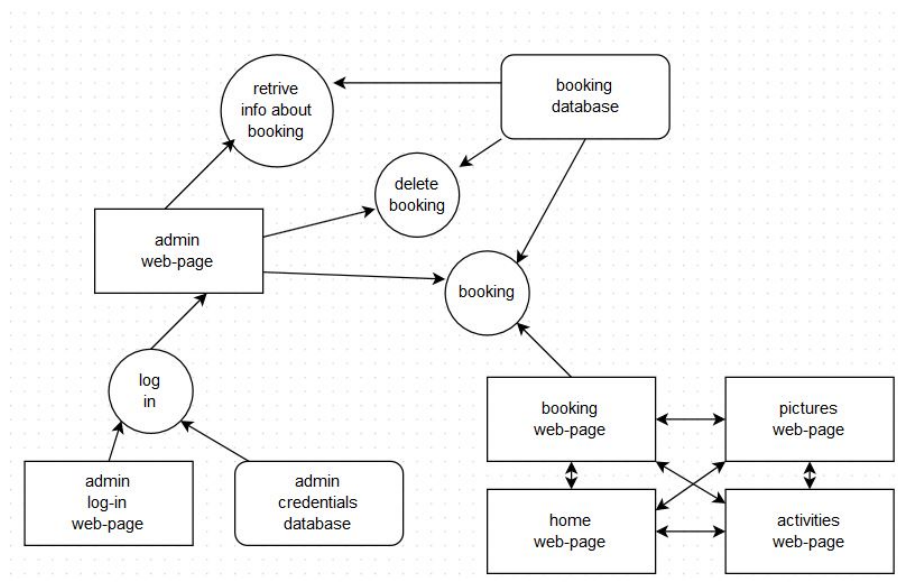 retrive
info about
booking
booking
database
delete
booking
admin
web-page
booking
log
in
booking
web-page
pictures
web-page
admin
log-in
web-page
admin
credentials
database
home
web-page
activities
web-page